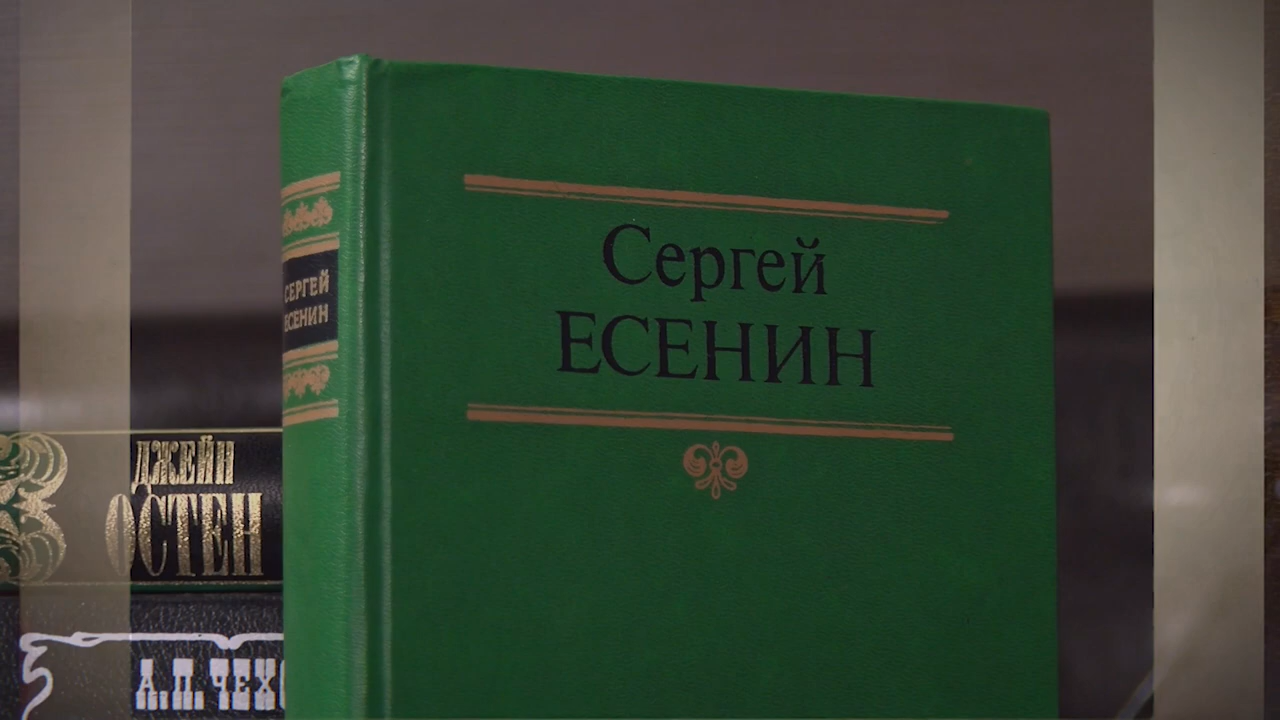 Сергей
ЕСЕНИН
СЕРГЕЙ
ЕСЕНИН
ДЖЕЙН
ОСТЕН
А.П.